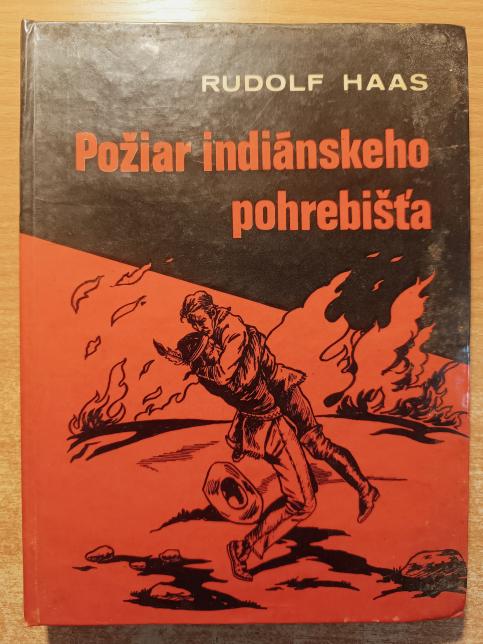 RUDOLF HAAS
Požiar indiánskeho
pohrebišťa